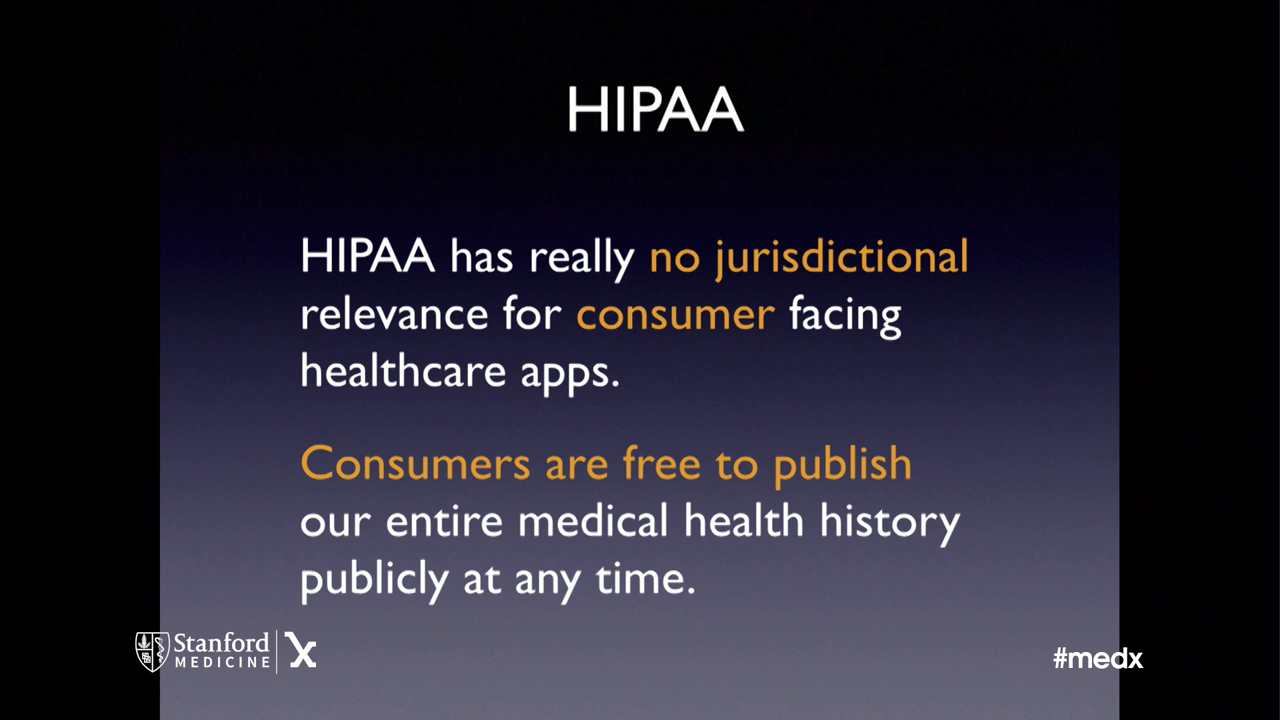 HIPAA
HIPAA has really no jurisdictional
relevance for consumer facing
healthcare apps.
Consumers are free to publish
our entire medical health history
publicly at any time.
Stanford
MEDICINE
X
#medx